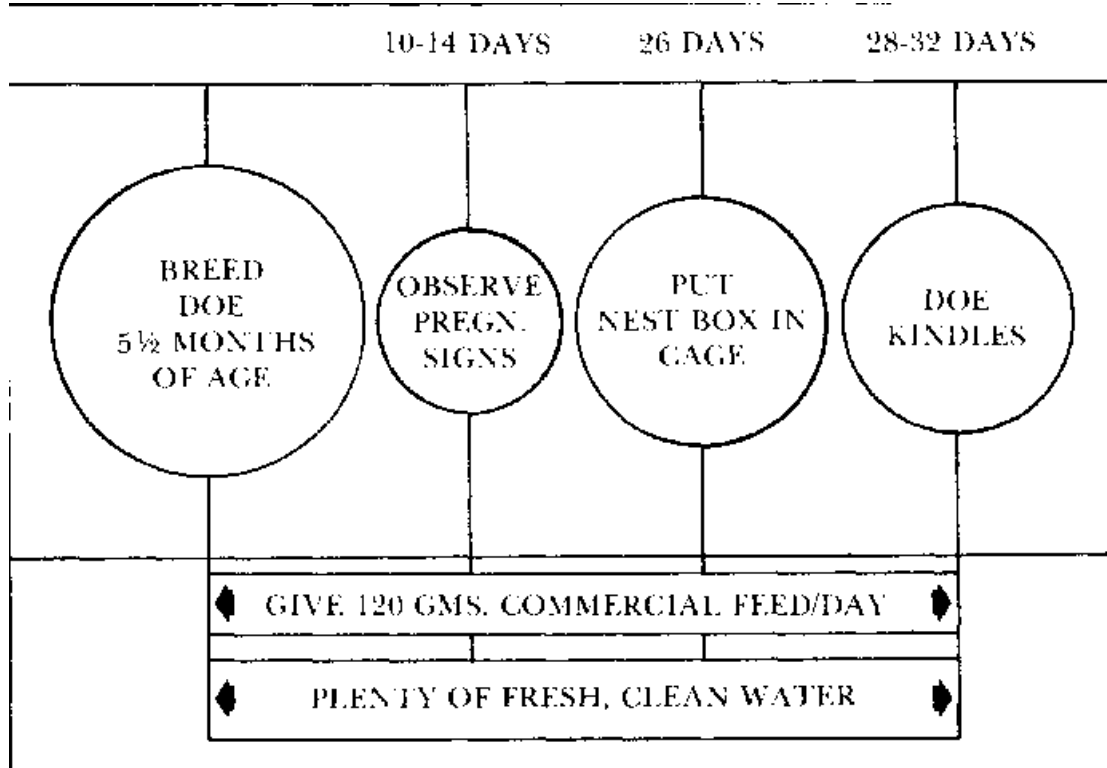 10-14 DAYS
26 DAYS
28-32 DAYS
BREED
DOE
5½ MONTHS
OF AGE
OBSERVE
PREGN.
SIGNS
PUT
NEST BOX IN
CAGE
DOE
KINDLES
GIVE 120 GMS. COMMERCIAL FEED/DAY
PLENTY OF FRESH, CLEAN WATER